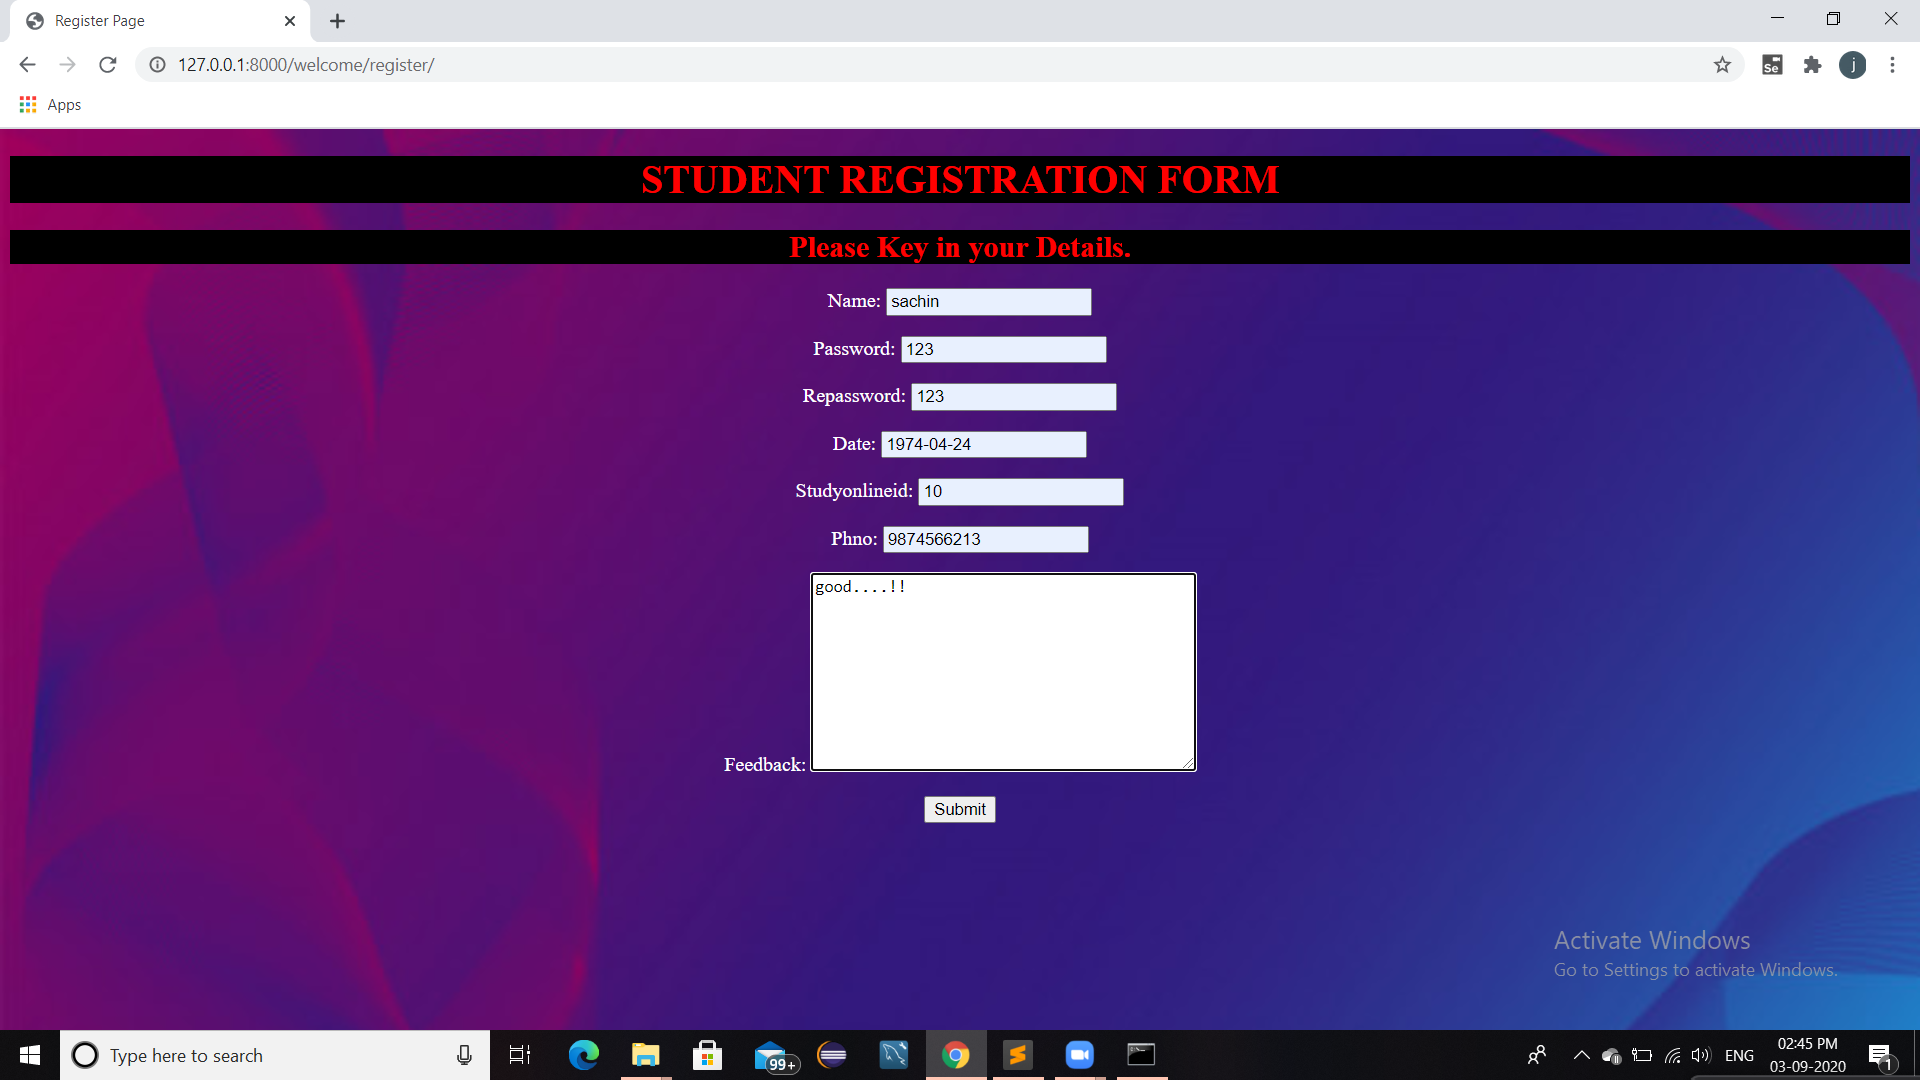 Register Page
127.0.0.1:8000/welcome/register/
Se
j
Apps
STUDENT REGISTRATION FORM
Please Key in your Details.
Name: sachin
Password: 123
Repassword: 123
Date: 1974-04-24
Studyonlineid: 10
Phno: 9874566213
good....!!
Feedback:
Submit
Activate Windows
Go to Settings to activate Windows.
Type here to search
99+
ENG
02:45 PM
03-09-2020
1